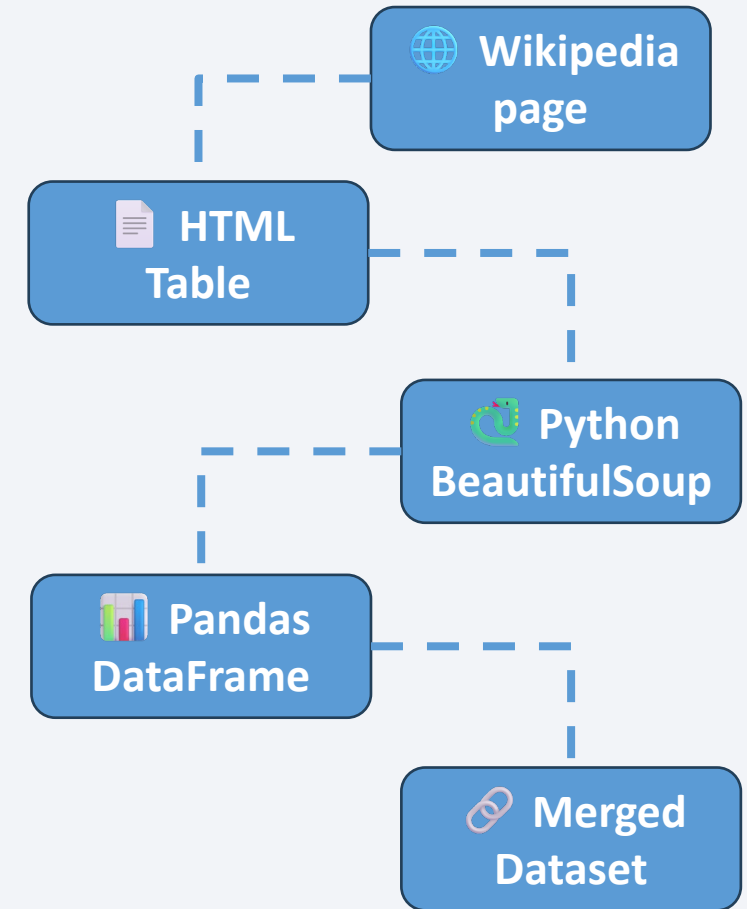 Wikipedia
page
HTML
Table
Python
BeautifulSoup
Pandas
DataFrame
Merged
Dataset